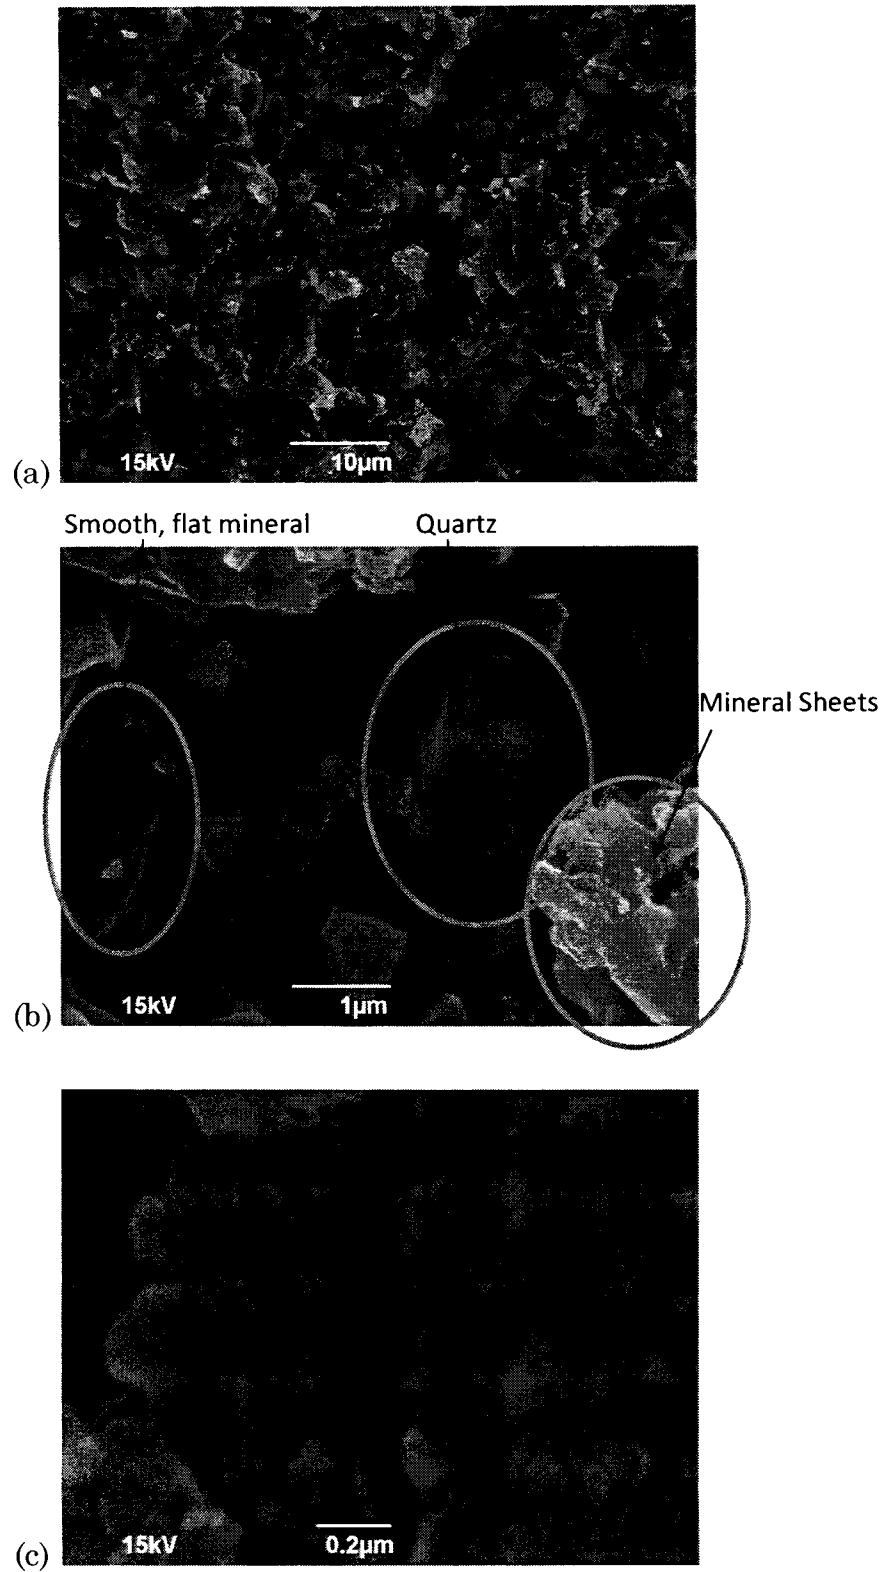 15kV 10µm
(a)
Smooth, flat mineral Quartz
Mineral Sheets
15kV 1µm
(b)
15kV 0.2µm
(c)